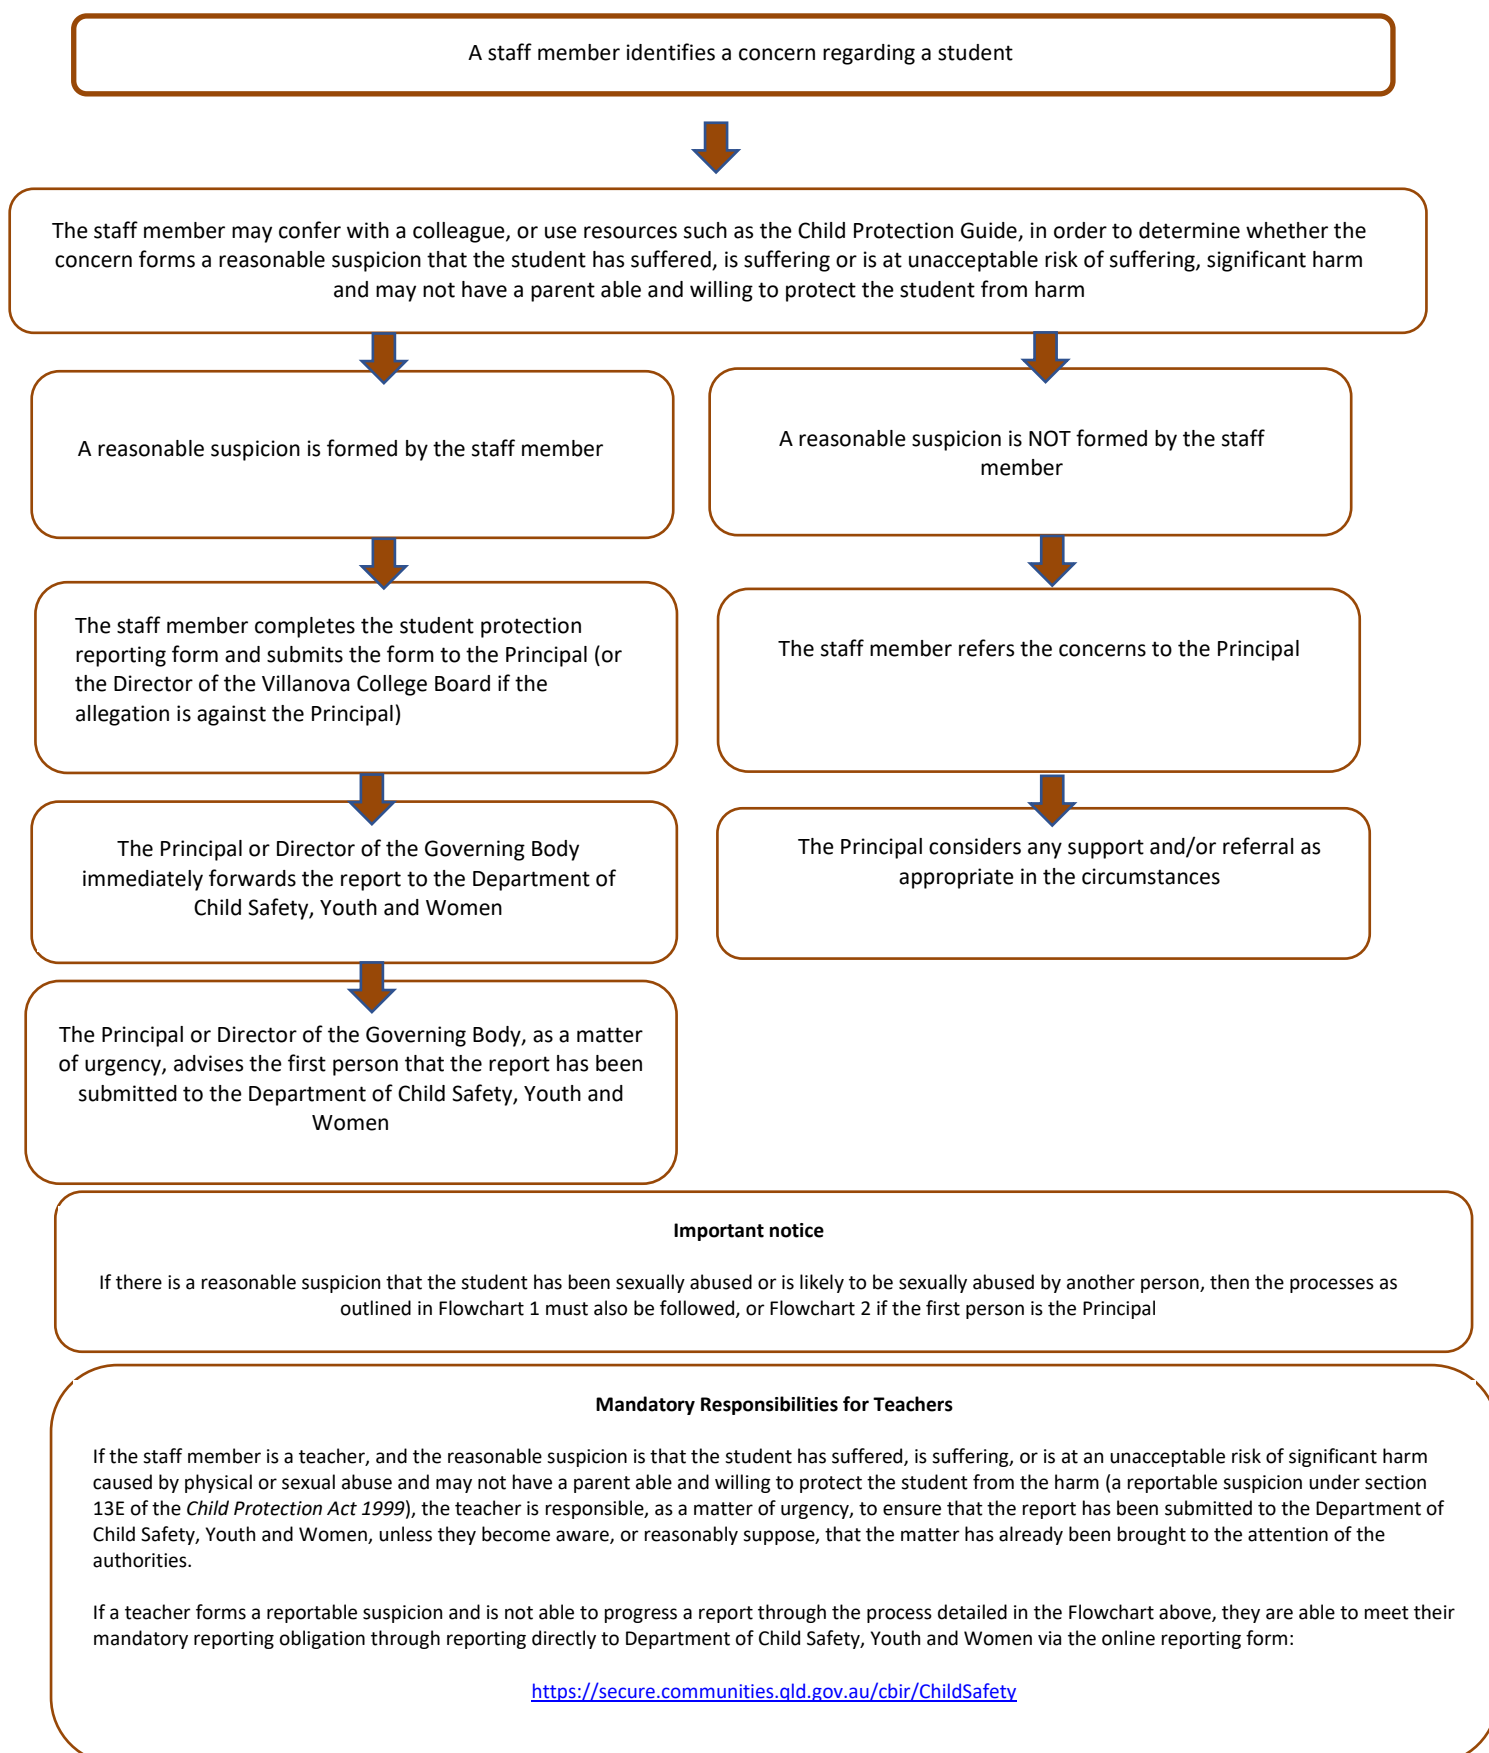 A staff member identifies a concern regarding a student
The staff member may confer with a colleague, or use resources such as the Child Protection Guide, in order to determine whether the
concern forms a reasonable suspicion that the student has suffered, is suffering or is at unacceptable risk of suffering, significant harm
and may not have a parent able and willing to protect the student from harm
A reasonable suspicion is formed by the staff member
A reasonable suspicion is NOT formed by the staff
member
The staff member completes the student protection
reporting form and submits the form to the Principal (or
the Director of the Villanova College Board if the
allegation is against the Principal)
The staff member refers the concerns to the Principal
The Principal or Director of the Governing Body
immediately forwards the report to the Department of
Child Safety, Youth and Women
The Principal considers any support and/or referral as
appropriate in the circumstances
The Principal or Director of the Governing Body, as a matter
of urgency, advises the first person that the report has been
submitted to the Department of Child Safety, Youth and
Women
Important notice
If there is a reasonable suspicion that the student has been sexually abused or is likely to be sexually abused by another person, then the processes as
outlined in Flowchart 1 must also be followed, or Flowchart 2 if the first person is the Principal
Mandatory Responsibilities for Teachers
If the staff member is a teacher, and the reasonable suspicion is that the student has suffered, is suffering, or is at an unacceptable risk of significant harm
caused by physical or sexual abuse and may not have a parent able and willing to protect the student from the harm (a reportable suspicion under section
13E of the Child Protection Act 1999), the teacher is responsible, as a matter of urgency, to ensure that the report has been submitted to the Department of
Child Safety, Youth and Women, unless they become aware, or reasonably suppose, that the matter has already been brought to the attention of the
authorities.
If a teacher forms a reportable suspicion and is not able to progress a report through the process detailed in the Flowchart above, they are able to meet their
mandatory reporting obligation through reporting directly to Department of Child Safety, Youth and Women via the online reporting form:
https://secure.communities.qld.gov.au/cbir/ChildSafety